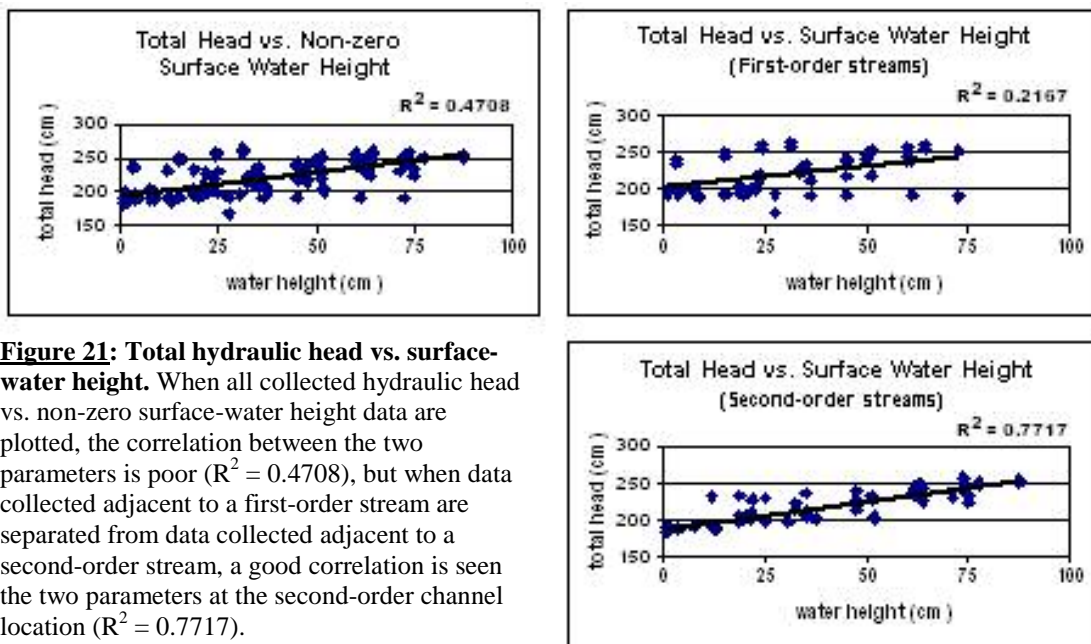 Total Head vs. Non-zero
Surface Water Height
R² = 0.4708
total head (cm )
300
250
200
150
0
25
50
75
100
water height (cm )
Total Head vs. Surface Water Height
(First-order streams)
R² = 0.2167
total head (cm )
300
250
200
150
0
25
50
75
100
water height (cm )
Figure 21: Total hydraulic head vs. surface-
water height. When all collected hydraulic head
vs. non-zero surface-water height data are
plotted, the correlation between the two
parameters is poor (R² = 0.4708), but when data
collected adjacent to a first-order stream are
separated from data collected adjacent to a
second-order stream, a good correlation is seen
the two parameters at the second-order channel
location (R² = 0.7717).
Total Head vs. Surface Water Height
(Second-order streams)
R² = 0.7717
total head (cm )
300
250
200
150
0
25
50
75
100
water height (cm )